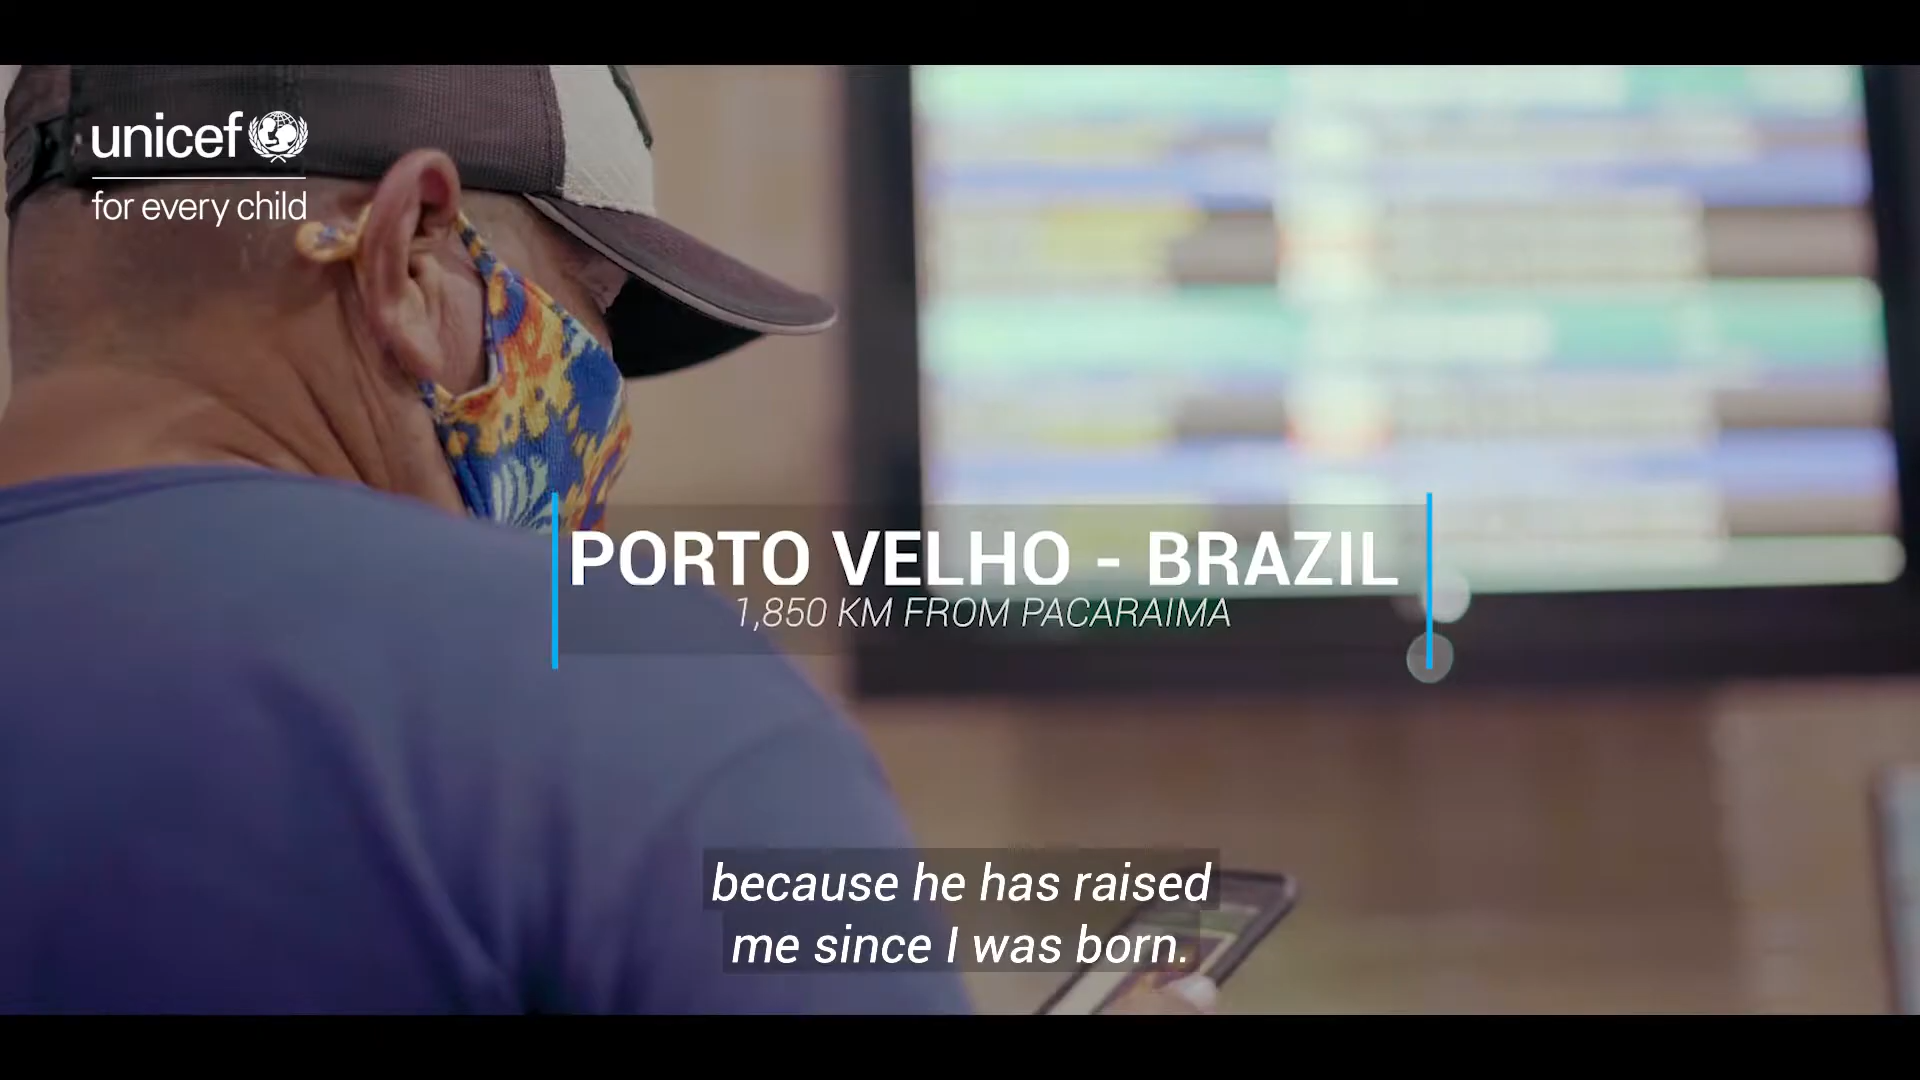 unicef
for every child
PORTO VELHO - BRAZIL
1,850 KM FROM PACARAIMA
because he has raised
me since I was born.